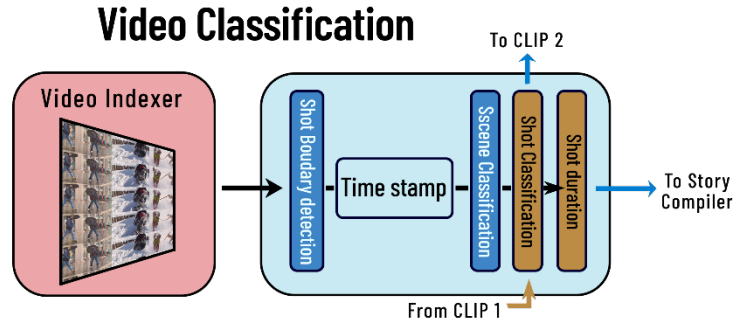 Video Classification
To CLIP 2
Video Indexer
Shot Boudary detection
Time stamp
Sscene Classification
Shot Classification
Shot duration
To Story
Compiler
From CLIP 1